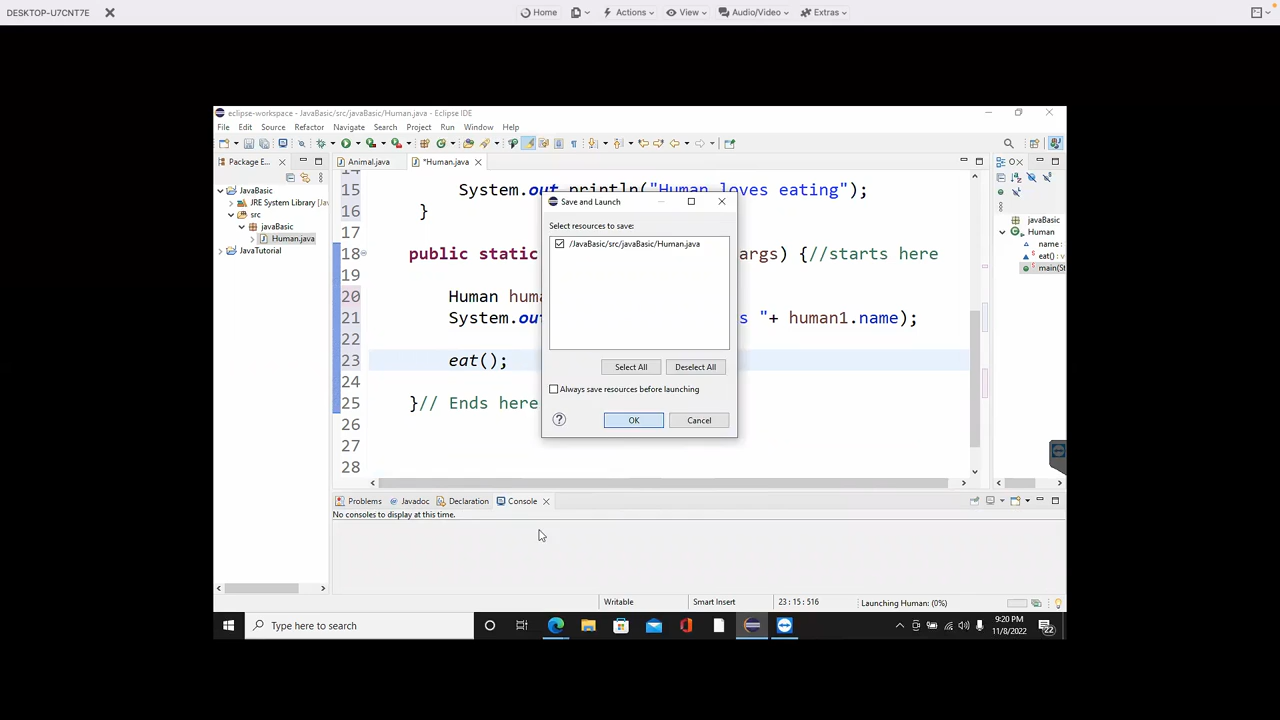 DESKTOP-U7CNT7E
Home
Actions
View
Audio/Video
Extras
eclipse-workspace - JavaBasic/src/javaBasic/Human.java - Eclipse IDE
File Edit Source Refactor Navigate Search Project Run Window Help
Package E...
Animal.java
*Human.java
JavaBasic
JRE System Library [Ja
src
javaBasic
Human.java
JavaTutorial
14
15 System.out.println("Human loves eating");
16 }
17
18 public static args) {//starts here
19
20 Human huma
21 System.out s "+ human1.name);
22
23 eat();
24
25 }// Ends here
26
27
28
Save and Launch
Select resources to save:
/JavaBasic/src/javaBasic/Human.java
Select All Deselect All
Always save resources before launching
OK Cancel
O
javaBasic
Human
name :
eat() : v
main(St
Problems Javadoc Declaration Console
No consoles to display at this time.
Writable Smart Insert 23 : 15 : 516 Launching Human: (0%)
Type here to search
9:20 PM
11/8/2022
22